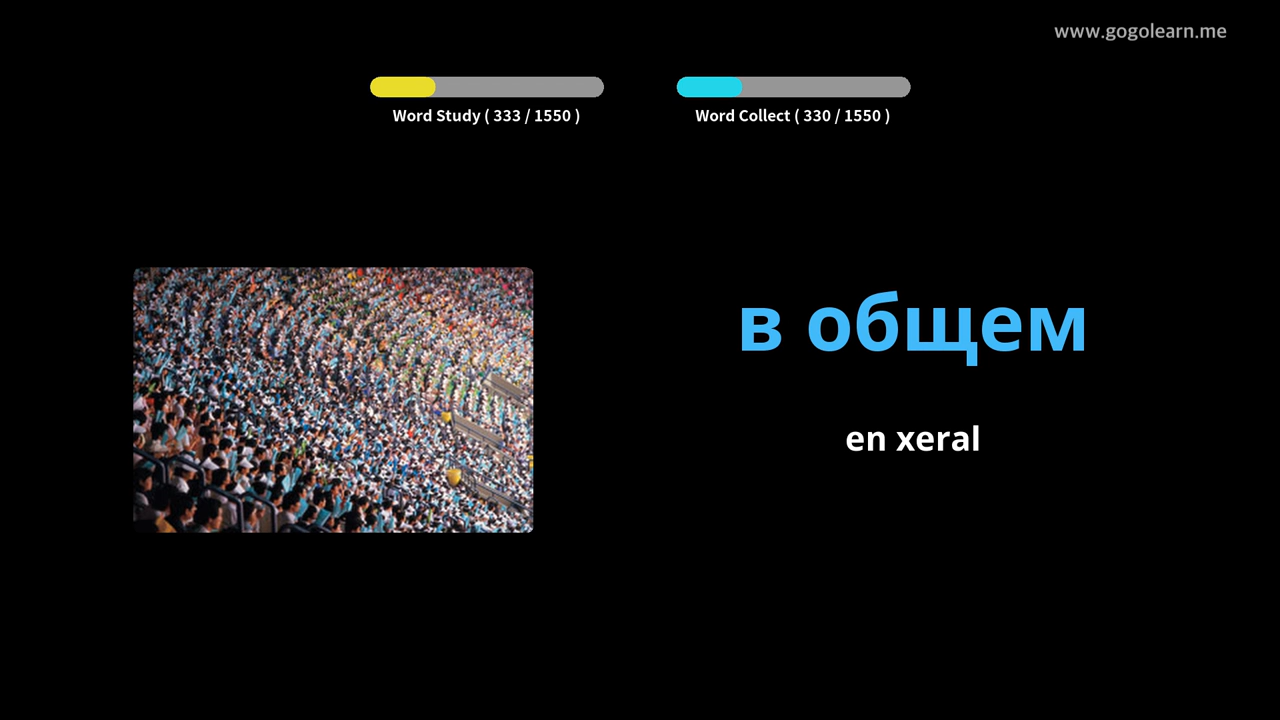 www.gogolearn.me
Word Study ( 333 / 1550 )
Word Collect ( 330 / 1550 )
в общем
en xeral